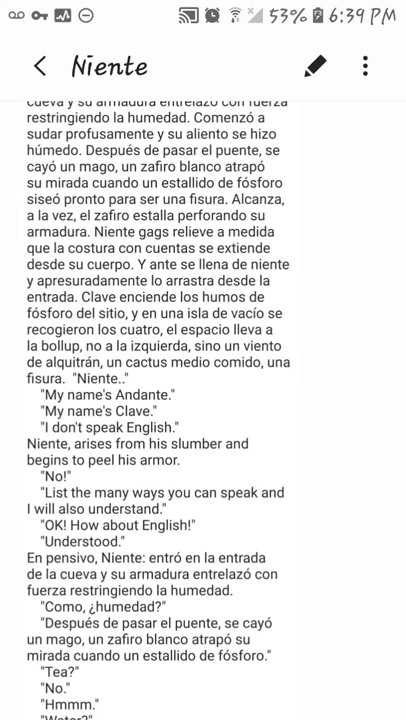 53% 6:39 PM
Niente
cueva y su armadura entrelazó con fuerza
restringiendo la humedad. Comenzó a
sudar profusamente y su aliento se hizo
húmedo. Después de pasar el puente, se
cayó un mago, un zafiro blanco atrapó
su mirada cuando un estallido de fósforo
siseó pronto para ser una fisura. Alcanza,
a la vez, el zafiro estalla perforando su
armadura. Niente gags relieve a medida
que la costura con cuentas se extiende
desde su cuerpo. Y ante se llena de niente
y apresuradamente lo arrastra desde la
entrada. Clave enciende los humos de
fósforo del sitio, y en una isla de vacío se
recogieron los cuatro, el espacio lleva a
la bollup, no a la izquierda, sino un viento
de alquitrán, un cactus medio comido, una
fisura. "Niente.."
"My name's Andante."
"My name's Clave."
"I don't speak English."
Niente, arises from his slumber and
begins to peel his armor.
"No!"
"List the many ways you can speak and
I will also understand."
"OK! How about English!"
"Understood."
En pensivo, Niente: entró en la entrada
de la cueva y su armadura entrelazó con
fuerza restringiendo la humedad.
"Como, ¿humedad?"
"Después de pasar el puente, se cayó
un mago, un zafiro blanco atrapó su
mirada cuando un estallido de fósforo."
"Tea?"
"No."
"Hmmm."
"Water?"